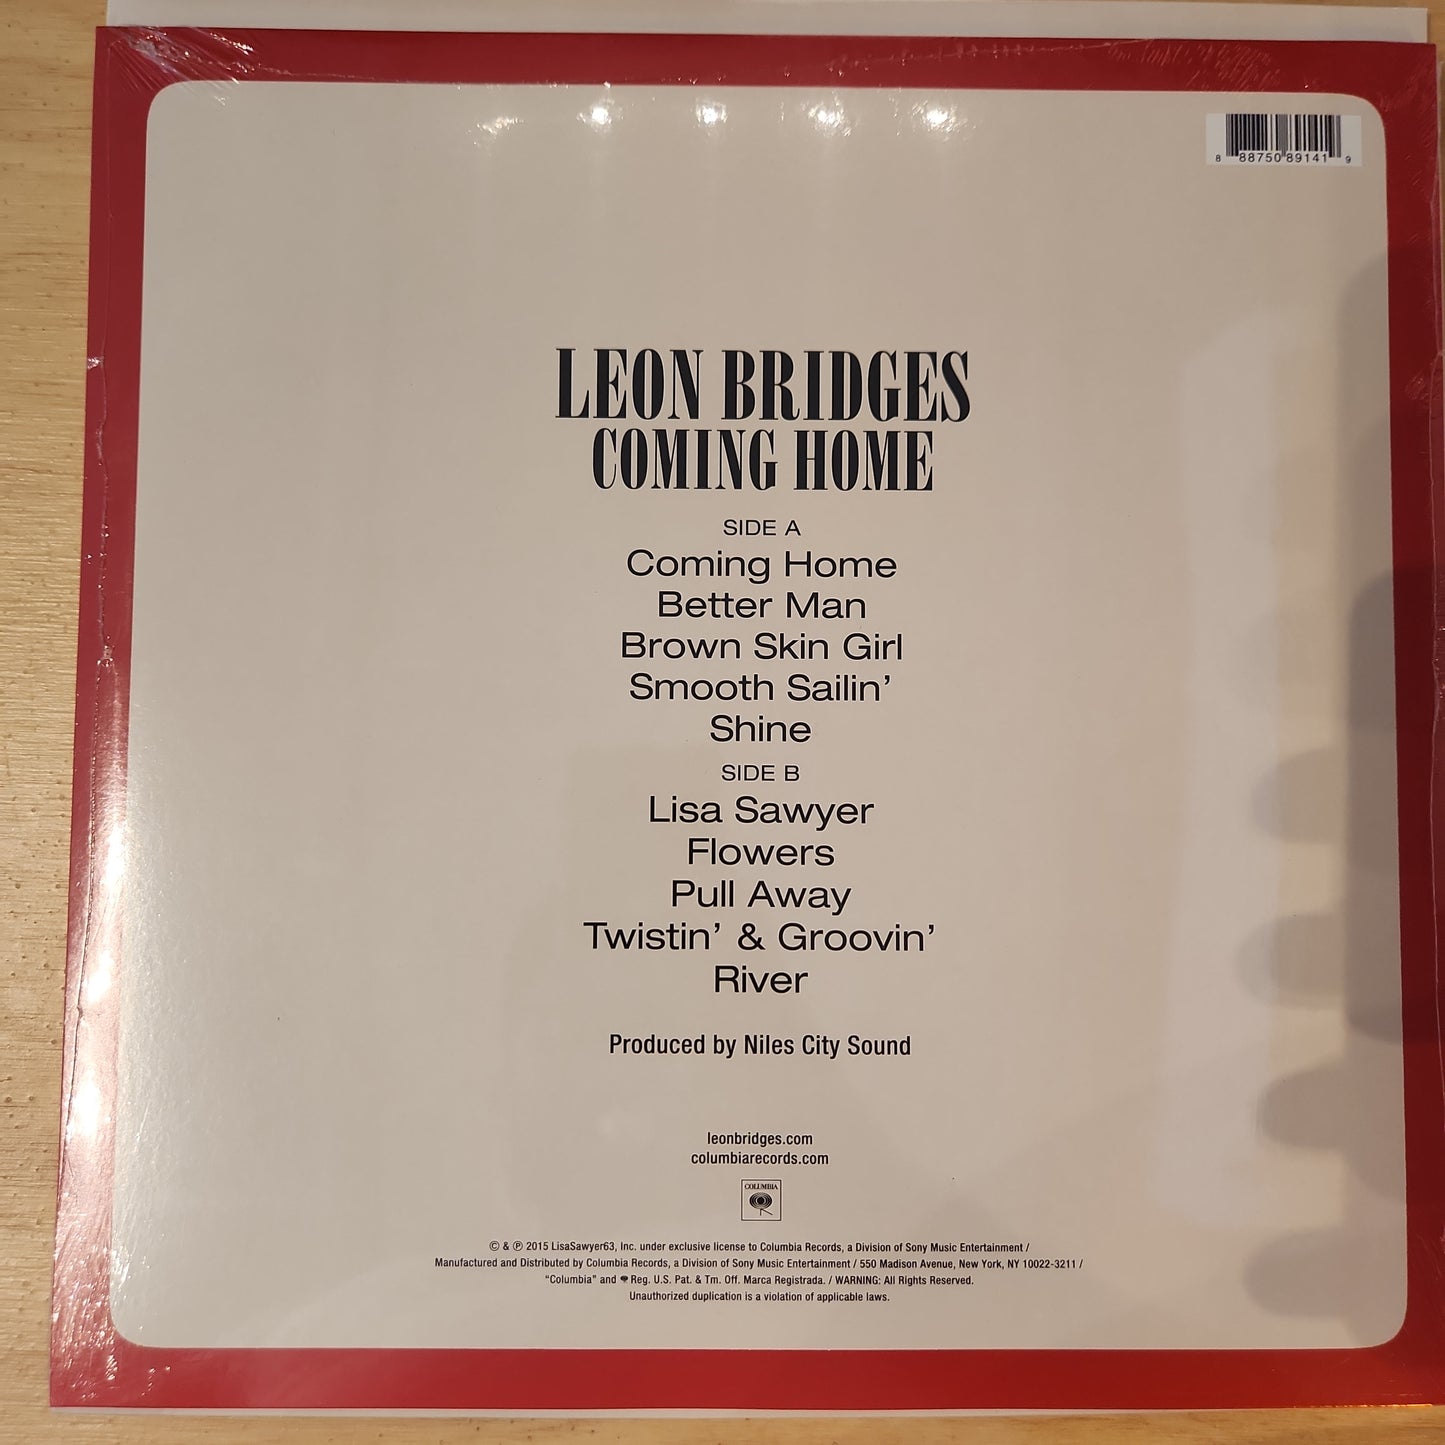 8 88750 89141 9
LEON BRIDGES
COMING HOME
SIDE A
Coming Home
Better Man
Brown Skin Girl
Smooth Sailin’
Shine
SIDE B
Lisa Sawyer
Flowers
Pull Away
Twistin’ & Groovin’
River
Produced by Niles City Sound
leonbridges.com
columbiarecords.com
COLUMBIA
© & ℗ 2015 LisaSawyer63, Inc. under exclusive license to Columbia Records, a Division of Sony Music Entertainment /
Manufactured and Distributed by Columbia Records, a Division of Sony Music Entertainment / 550 Madison Avenue, New York, NY 10022-3211 /
“Columbia” and Reg. U.S. Pat. & Tm. Off. Marca Registrada. / WARNING: All Rights Reserved.
Unauthorized duplication is a violation of applicable laws.